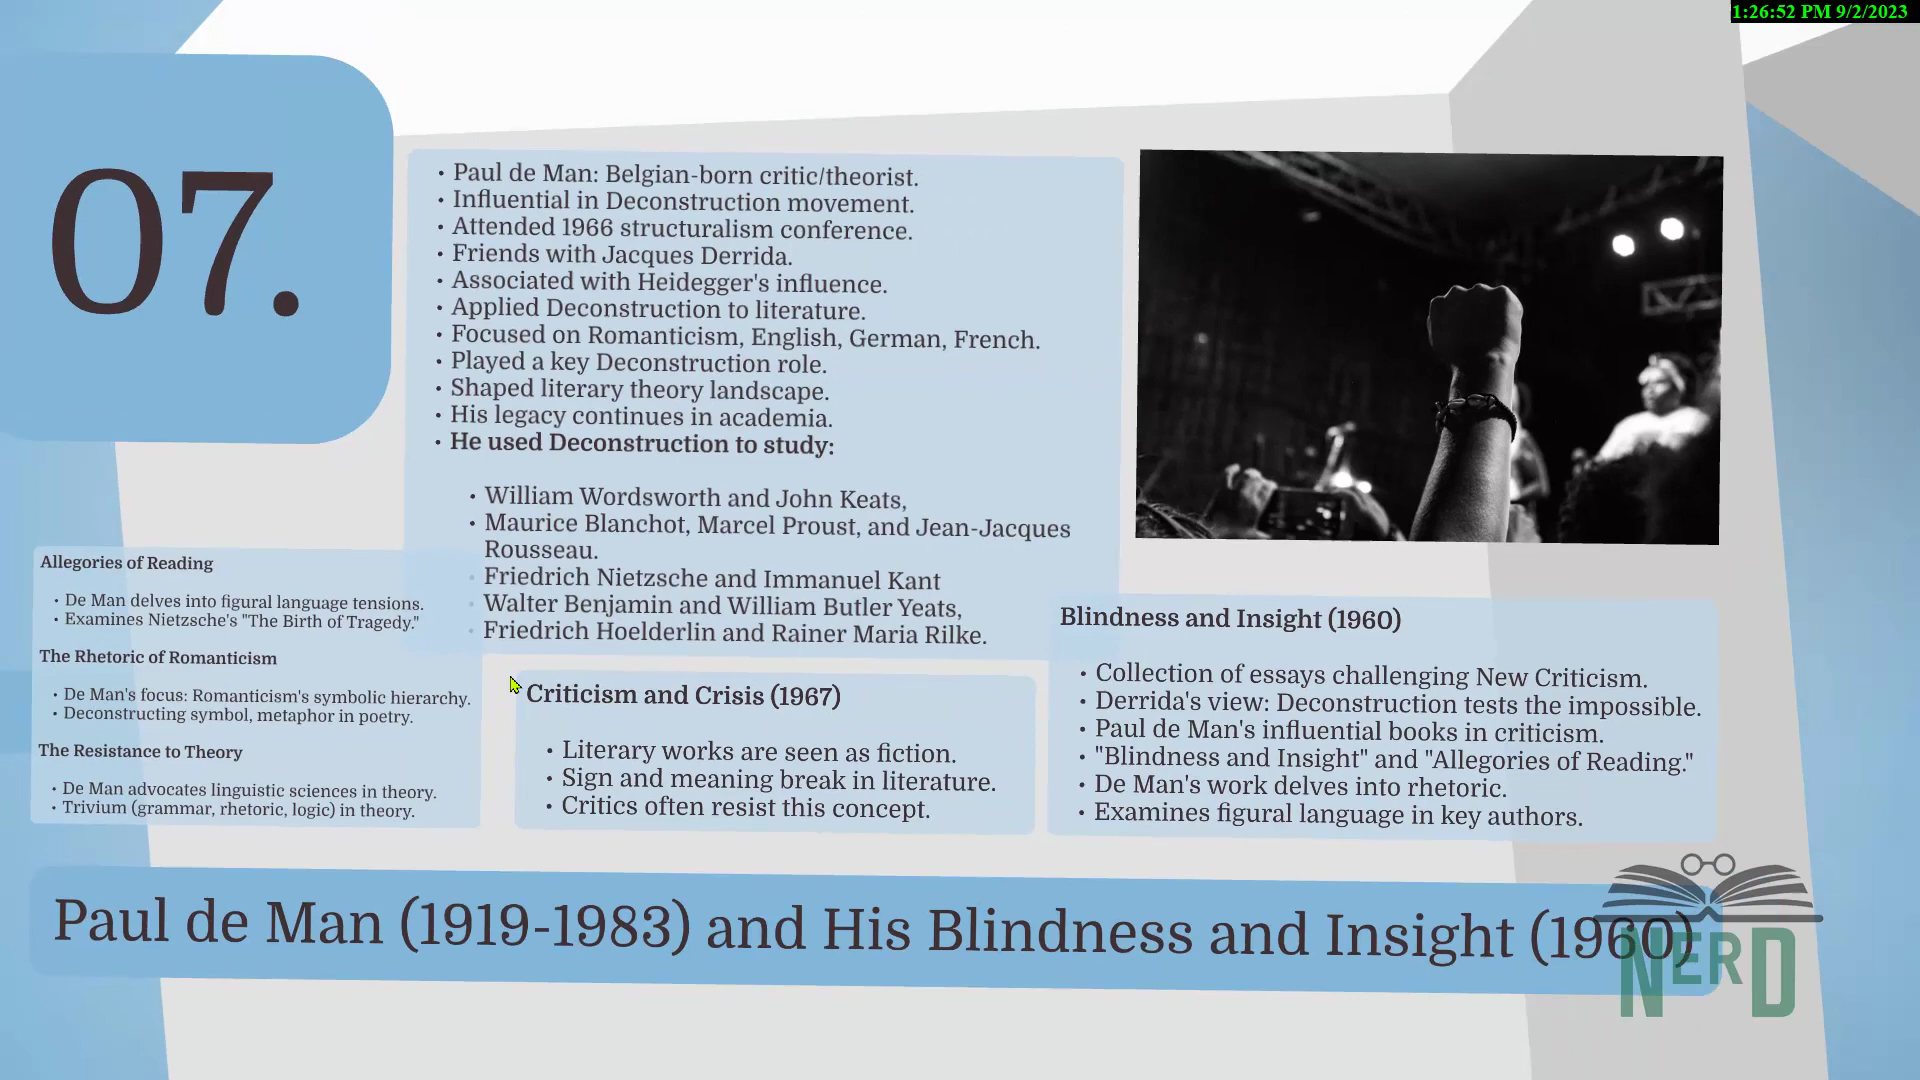 1:26:52 PM 9/2/2023
07.
• Paul de Man: Belgian-born critic/theorist.
• Influential in Deconstruction movement.
• Attended 1966 structuralism conference.
• Friends with Jacques Derrida.
• Associated with Heidegger's influence.
• Applied Deconstruction to literature.
• Focused on Romanticism, English, German, French.
• Played a key Deconstruction role.
• Shaped literary theory landscape.
• His legacy continues in academia.
• He used Deconstruction to study:
• William Wordsworth and John Keats,
• Maurice Blanchot, Marcel Proust, and Jean-Jacques
Rousseau.
• Friedrich Nietzsche and Immanuel Kant
• Walter Benjamin and William Butler Yeats,
• Friedrich Hoelderlin and Rainer Maria Rilke.
Allegories of Reading
• De Man delves into figural language tensions.
• Examines Nietzsche's "The Birth of Tragedy."
The Rhetoric of Romanticism
• De Man's focus: Romanticism's symbolic hierarchy.
• Deconstructing symbol, metaphor in poetry.
The Resistance to Theory
• De Man advocates linguistic sciences in theory.
• Trivium (grammar, rhetoric, logic) in theory.
Criticism and Crisis (1967)
• Literary works are seen as fiction.
• Sign and meaning break in literature.
• Critics often resist this concept.
Blindness and Insight (1960)
• Collection of essays challenging New Criticism.
• Derrida's view: Deconstruction tests the impossible.
• Paul de Man's influential books in criticism.
• "Blindness and Insight" and "Allegories of Reading."
• De Man's work delves into rhetoric.
• Examines figural language in key authors.
Paul de Man (1919-1983) and His Blindness and Insight (1960)
NERD